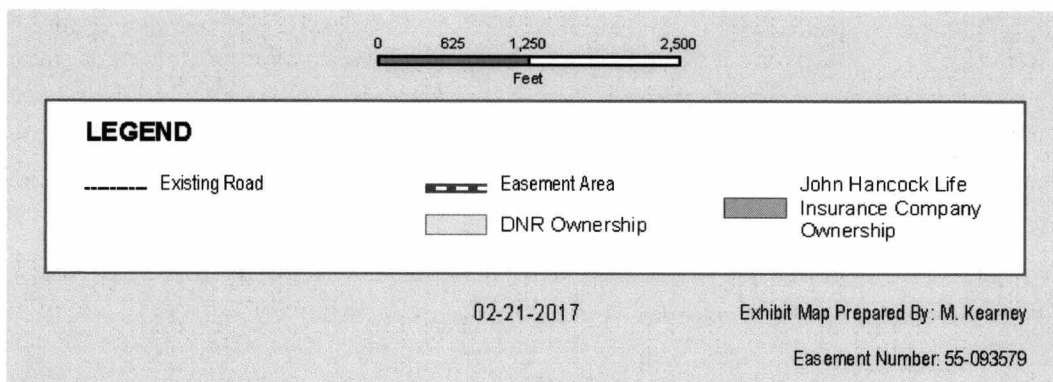 0 625 1,250 2,500
Feet
LEGEND
Existing Road
Easement Area
DNR Ownership
John Hancock Life
Insurance Company
Ownership
02-21-2017
Exhibit Map Prepared By: M. Kearney
Easement Number: 55-093579